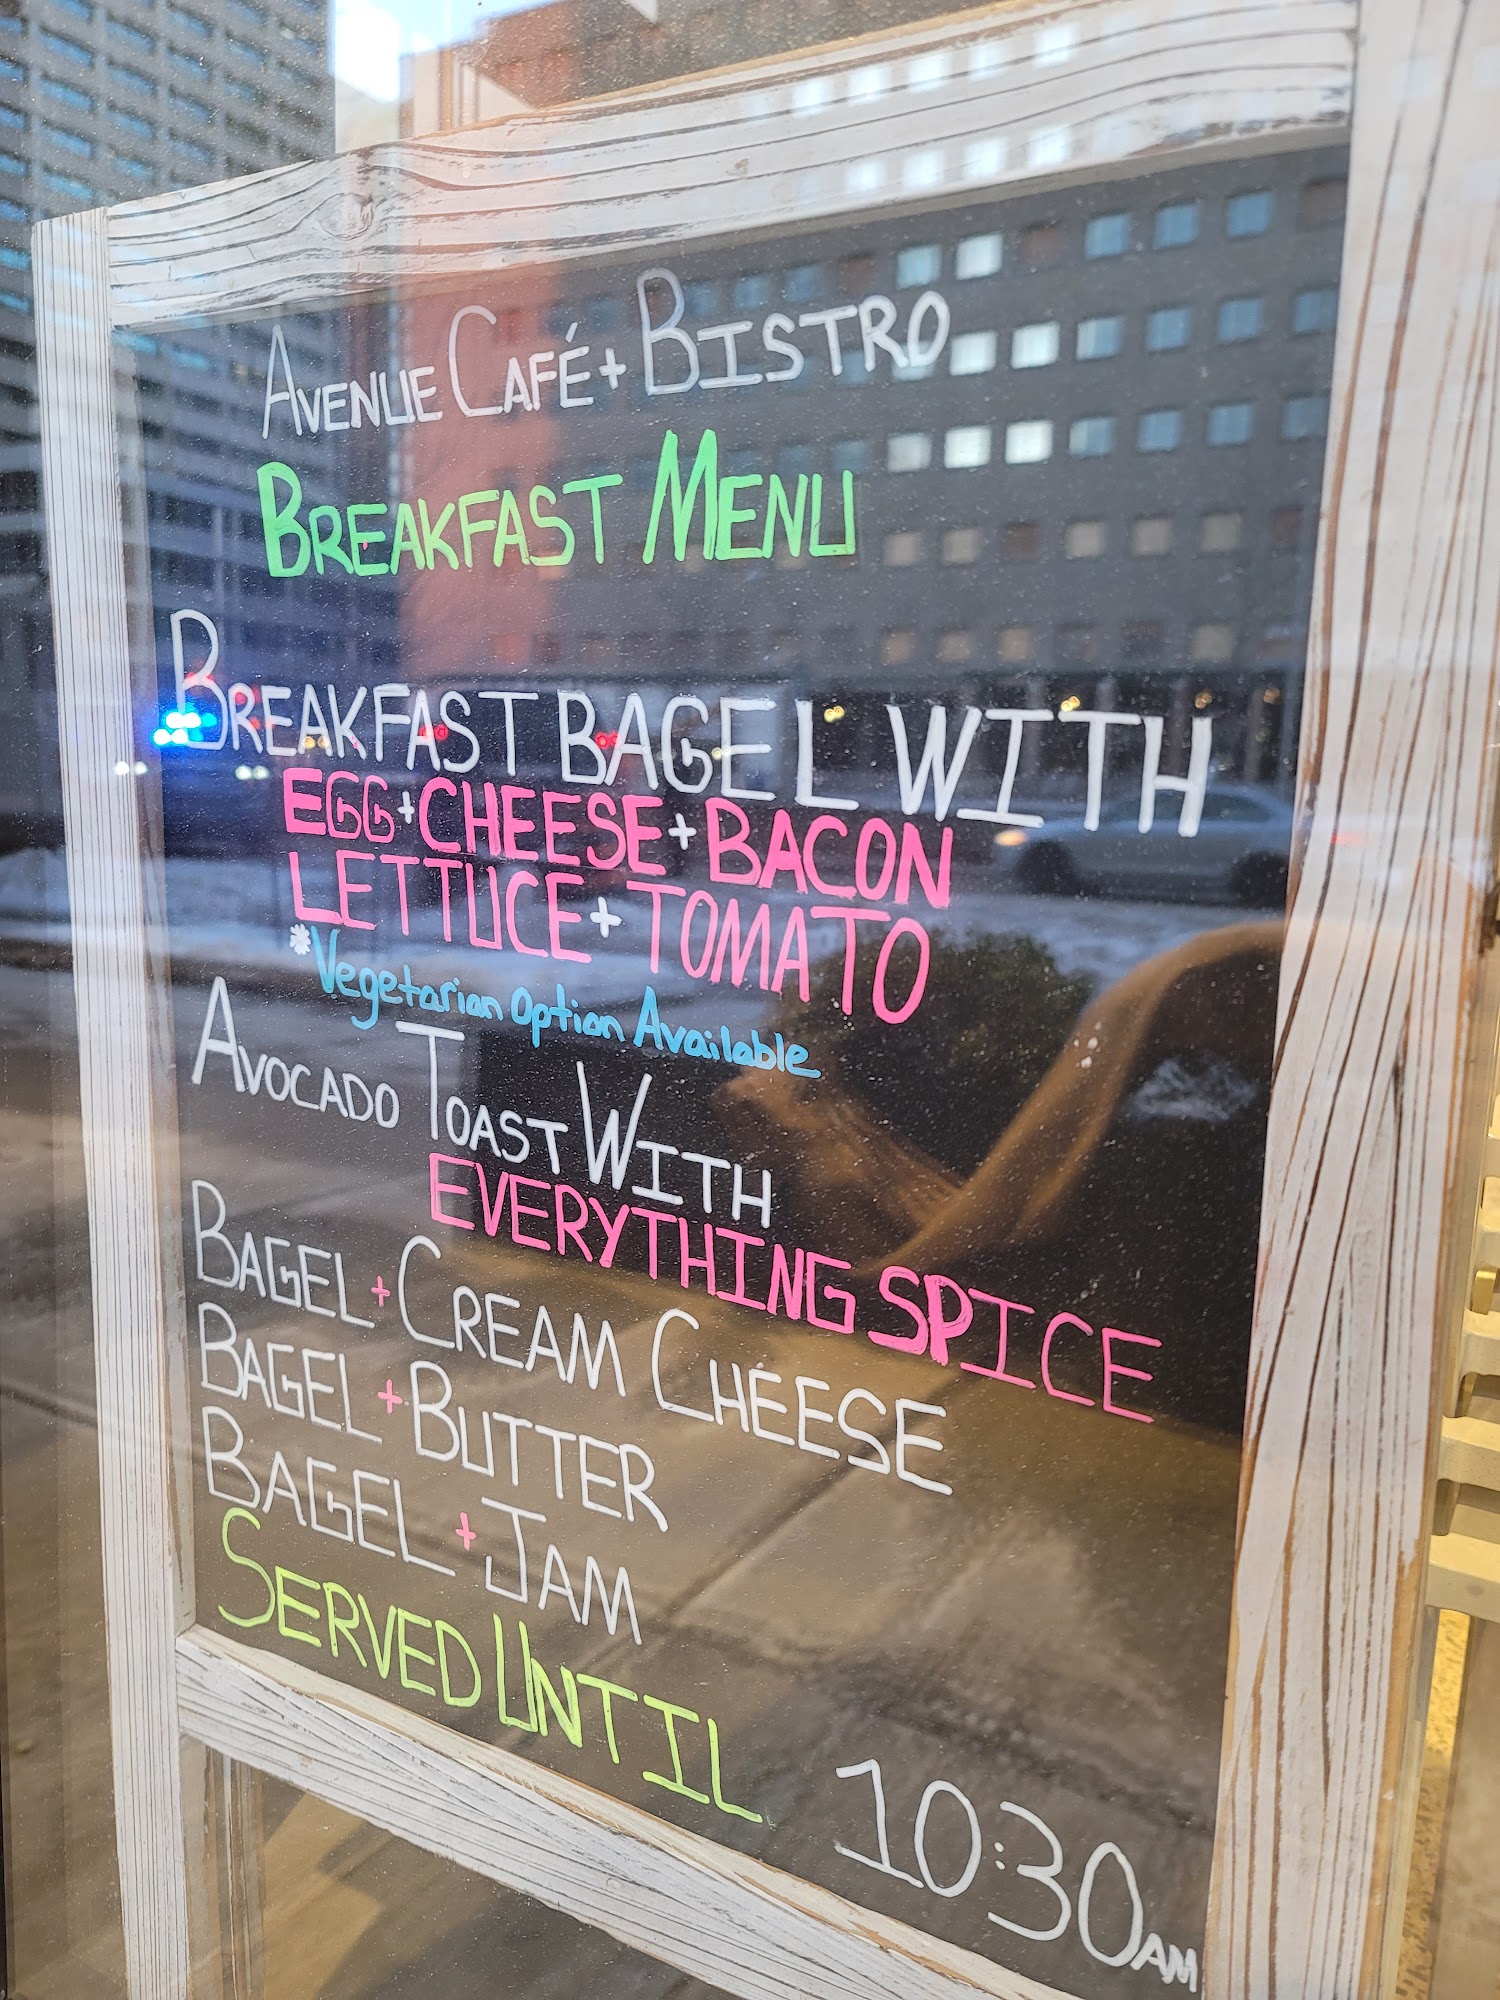 AVENUE CAFÉ + BISTRO
BREAKFAST MENU
BREAKFAST BAGEL WITH
EGG + CHEESE + BACON
LETTUCE + TOMATO
*Vegetarian Option Available
AVOCADO TOAST WITH
EVERYTHING SPICE
BAGEL + CREAM CHEESE
BAGEL + BUTTER
BAGEL + JAM
SERVED UNTIL
10:30AM